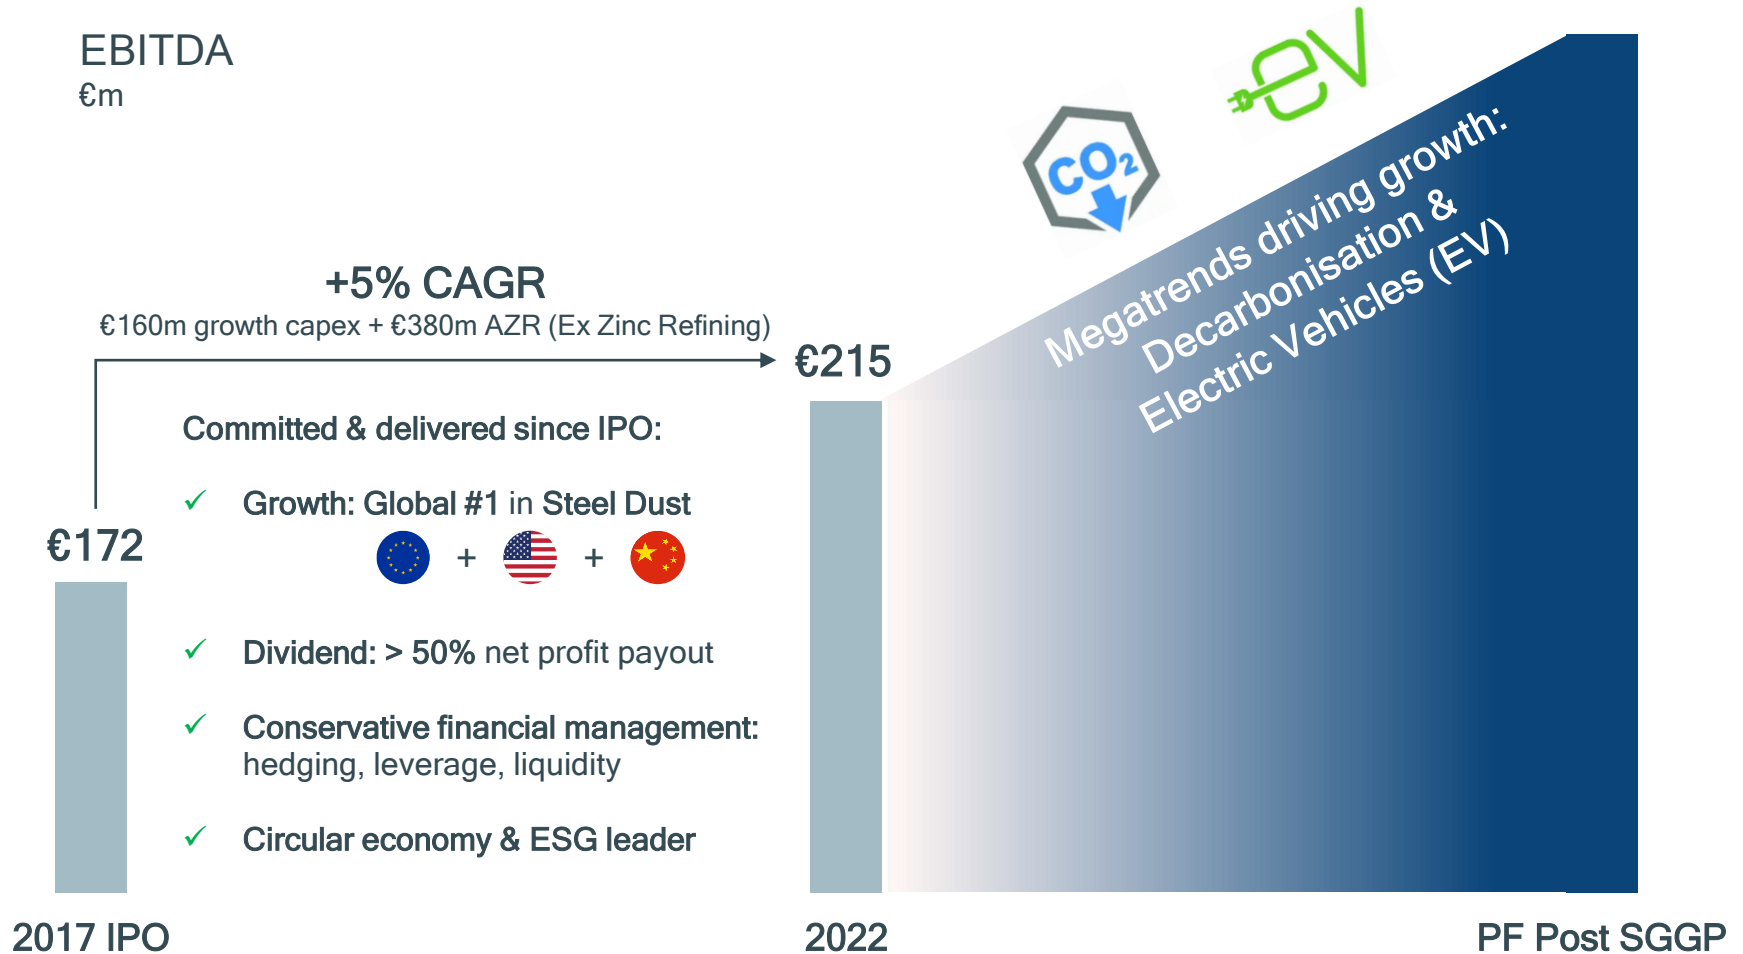 EBITDA
€m
ev
CO₂
Megatrends driving growth:
Decarbonisation &
Electric Vehicles (EV)
+5% CAGR
€160m growth capex + €380m AZR (Ex Zinc Refining)
€215
Committed & delivered since IPO:
✓ Growth: Global #1 in Steel Dust
+ +
€172
✓ Dividend: > 50% net profit payout
✓ Conservative financial management:
hedging, leverage, liquidity
✓ Circular economy & ESG leader
2017 IPO
2022
PF Post SGGP